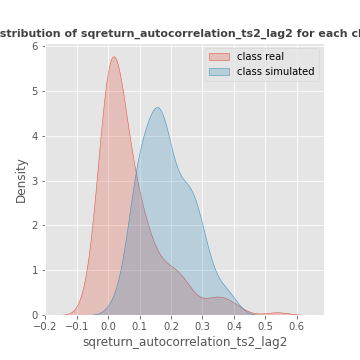 stribution of sqreturn_autocorrelation_ts2_lag2 for each cl
class real
class simulated
Density
6
5
4
3
2
1
0
−0.2 −0.1 0.0 0.1 0.2 0.3 0.4 0.5 0.6
sqreturn_autocorrelation_ts2_lag2